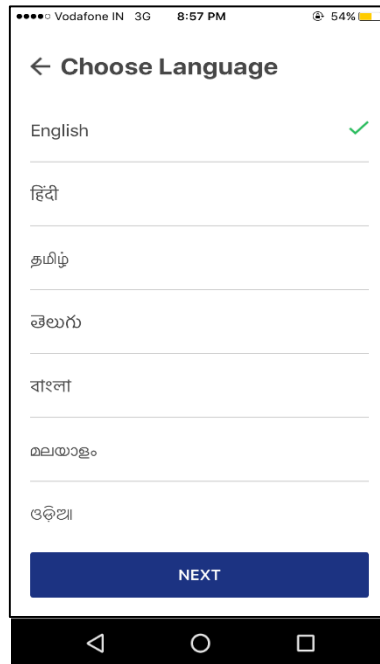 Vodafone IN 3G 8:57 PM 54%
Choose Language
English
हिंदी
தமிழ்
తెలుగు
বাংলা
മലയാളം
ଓଡ଼ିଆ
NEXT